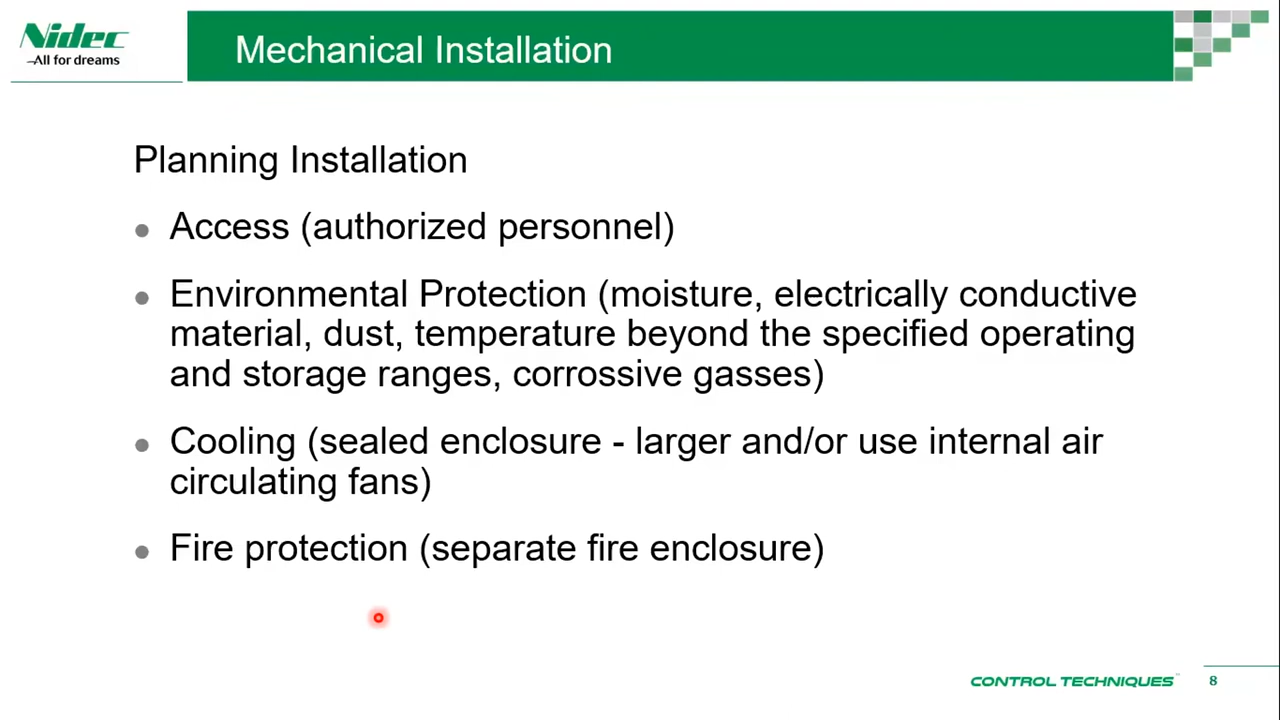 Nidec
All for dreams
Mechanical Installation
Planning Installation
Access (authorized personnel)
Environmental Protection (moisture, electrically conductive
material, dust, temperature beyond the specified operating
and storage ranges, corrossive gasses)
Cooling (sealed enclosure - larger and/or use internal air
circulating fans)
Fire protection (separate fire enclosure)
CONTROL TECHNIQUES
8